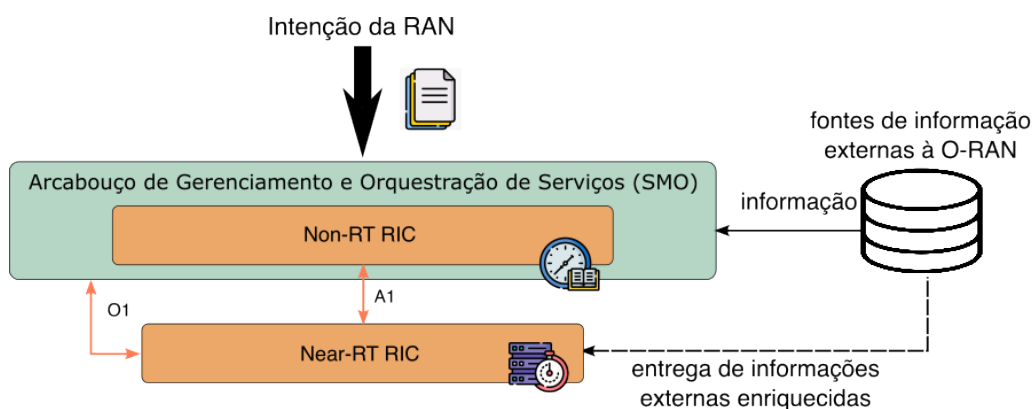 Intenção da RAN
fontes de informação
externas à O-RAN
Arcabouço de Gerenciamento e Orquestração de Serviços (SMO)
informação
Non-RT RIC
O1
A1
Near-RT RIC
entrega de informações
externas enriquecidas